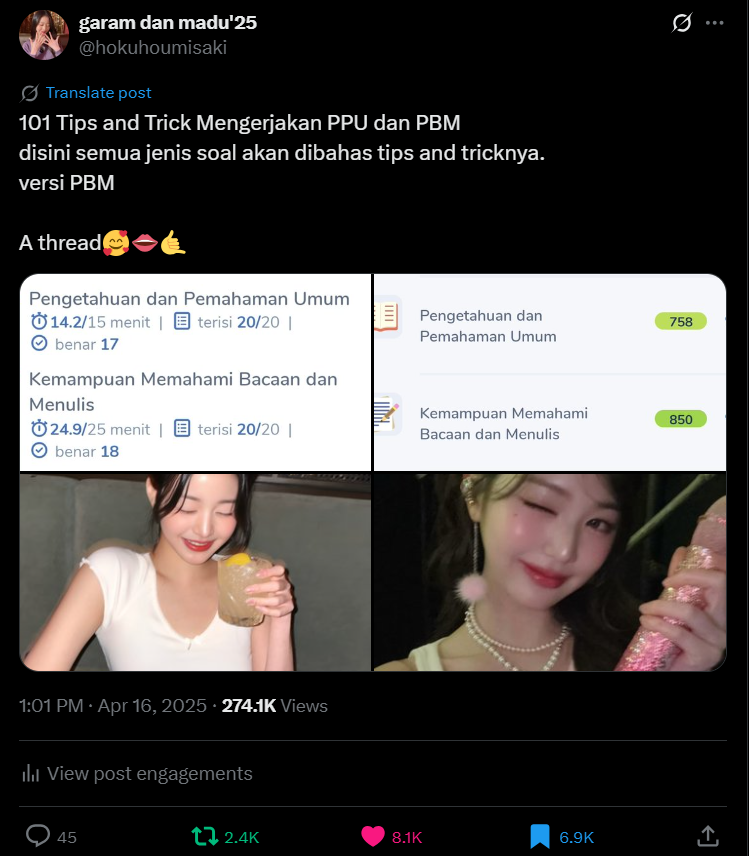 garam dan madu'25
@hokuhoumisaki
Translate post
101 Tips and Trick Mengerjakan PPU dan PBM
disini semua jenis soal akan dibahas tips and tricknya.
versi PBM
A thread🥰🫦🤙
Pengetahuan dan Pemahaman Umum
14.2/15 menit | terisi 20/20 |
benar 17
Kemampuan Memahami Bacaan dan
Menulis
24.9/25 menit | terisi 20/20 |
benar 18
Pengetahuan dan
Pemahaman Umum
758
Kemampuan Memahami
Bacaan dan Menulis
850
1:01 PM · Apr 16, 2025 · 274.1K Views
View post engagements
45 2.4K 8.1K 6.9K